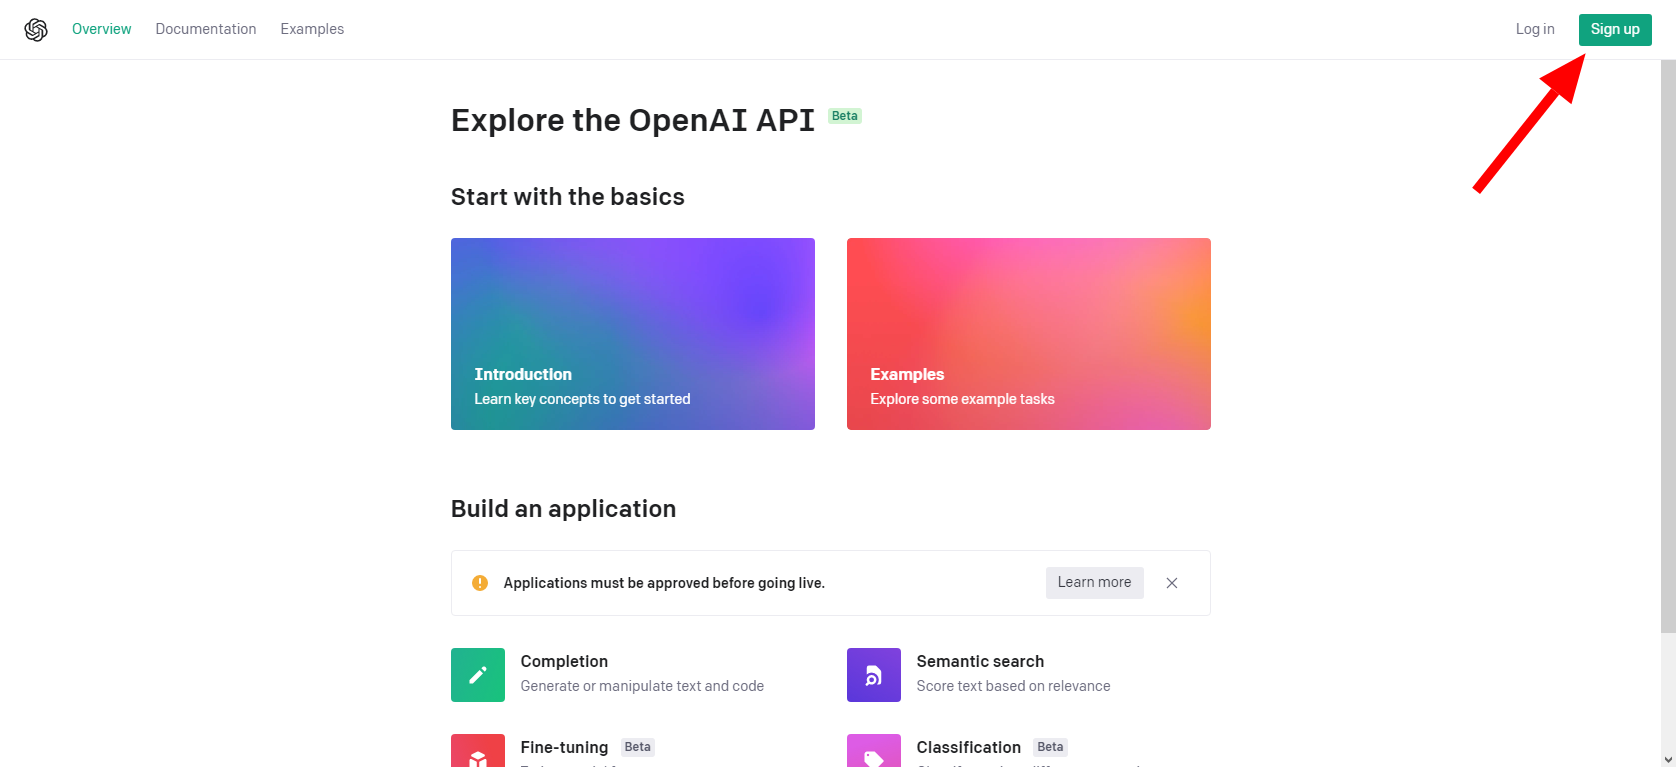 Overview Documentation Examples Log in Sign up
Explore the OpenAI API Beta
Start with the basics
Introduction
Learn key concepts to get started
Examples
Explore some example tasks
Build an application
Applications must be approved before going live. Learn more
Completion
Generate or manipulate text and code
Semantic search
Score text based on relevance
Fine-tuning Beta
Classification Beta